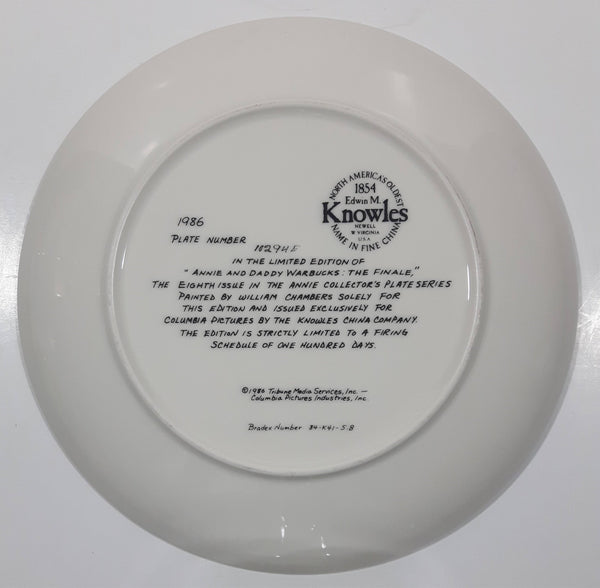 NORTH AMERICA'S OLDEST
1854
Edwin M.
Knowles
NEWELL
W VIRGINIA
U S A
NAME IN FINE CHINA
1986
PLATE NUMBER
IN THE LIMITED EDITION OF
"ANNIE AND DADDY WARBUCKS: THE FINALE,"
THE EIGHTH ISSUE IN THE ANNIE COLLECTOR'S PLATE SERIES
PAINTED BY WILLIAM CHAMBERS SOLELY FOR
THIS EDITION AND ISSUED EXCLUSIVELY FOR
COLUMBIA PICTURES BY THE KNOWLES CHINA COMPANY.
THE EDITION IS STRICTLY LIMITED TO A FIRING
SCHEDULE OF ONE HUNDRED DAYS.
©1986 Tribune Media Services, Inc. —
Columbia Pictures Industries, Inc.
Bradex Number 84-K41-5.8